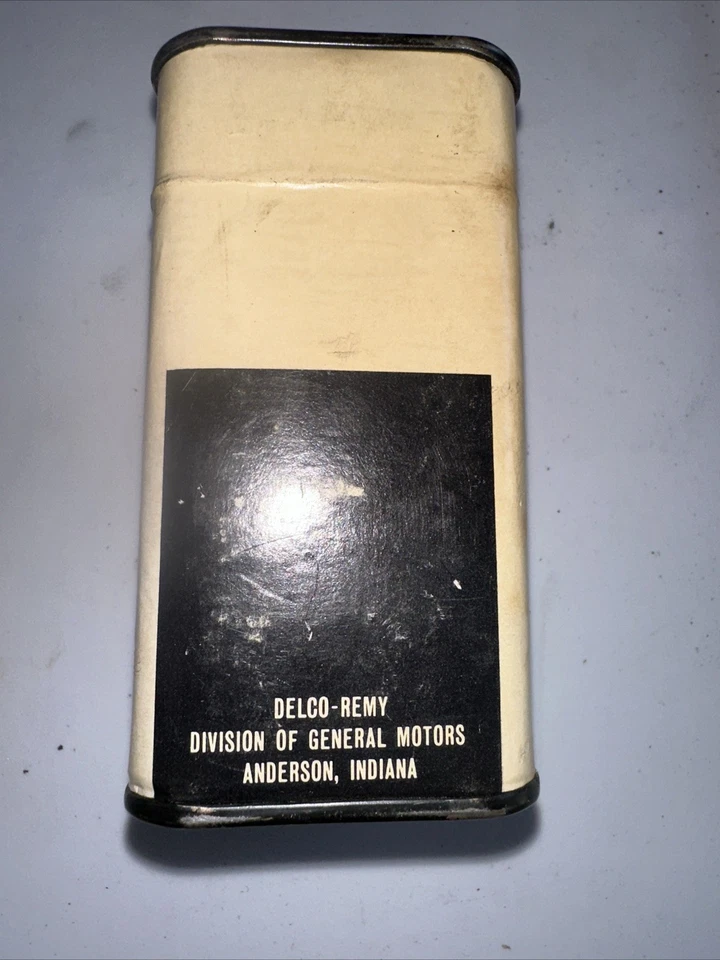 DELCO-REMY
DIVISION OF GENERAL MOTORS
ANDERSON, INDIANA